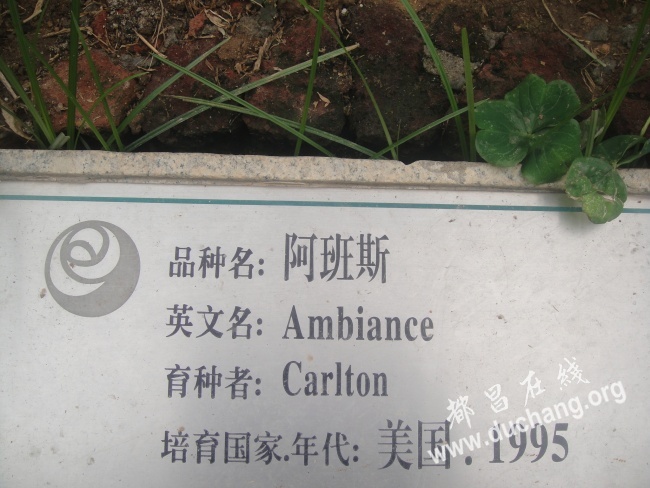 品种名: 阿班斯
英文名: Ambiance
育种者: Carlton
培育国家.年代: 美国. 1995
都昌在线
www.duchang.org